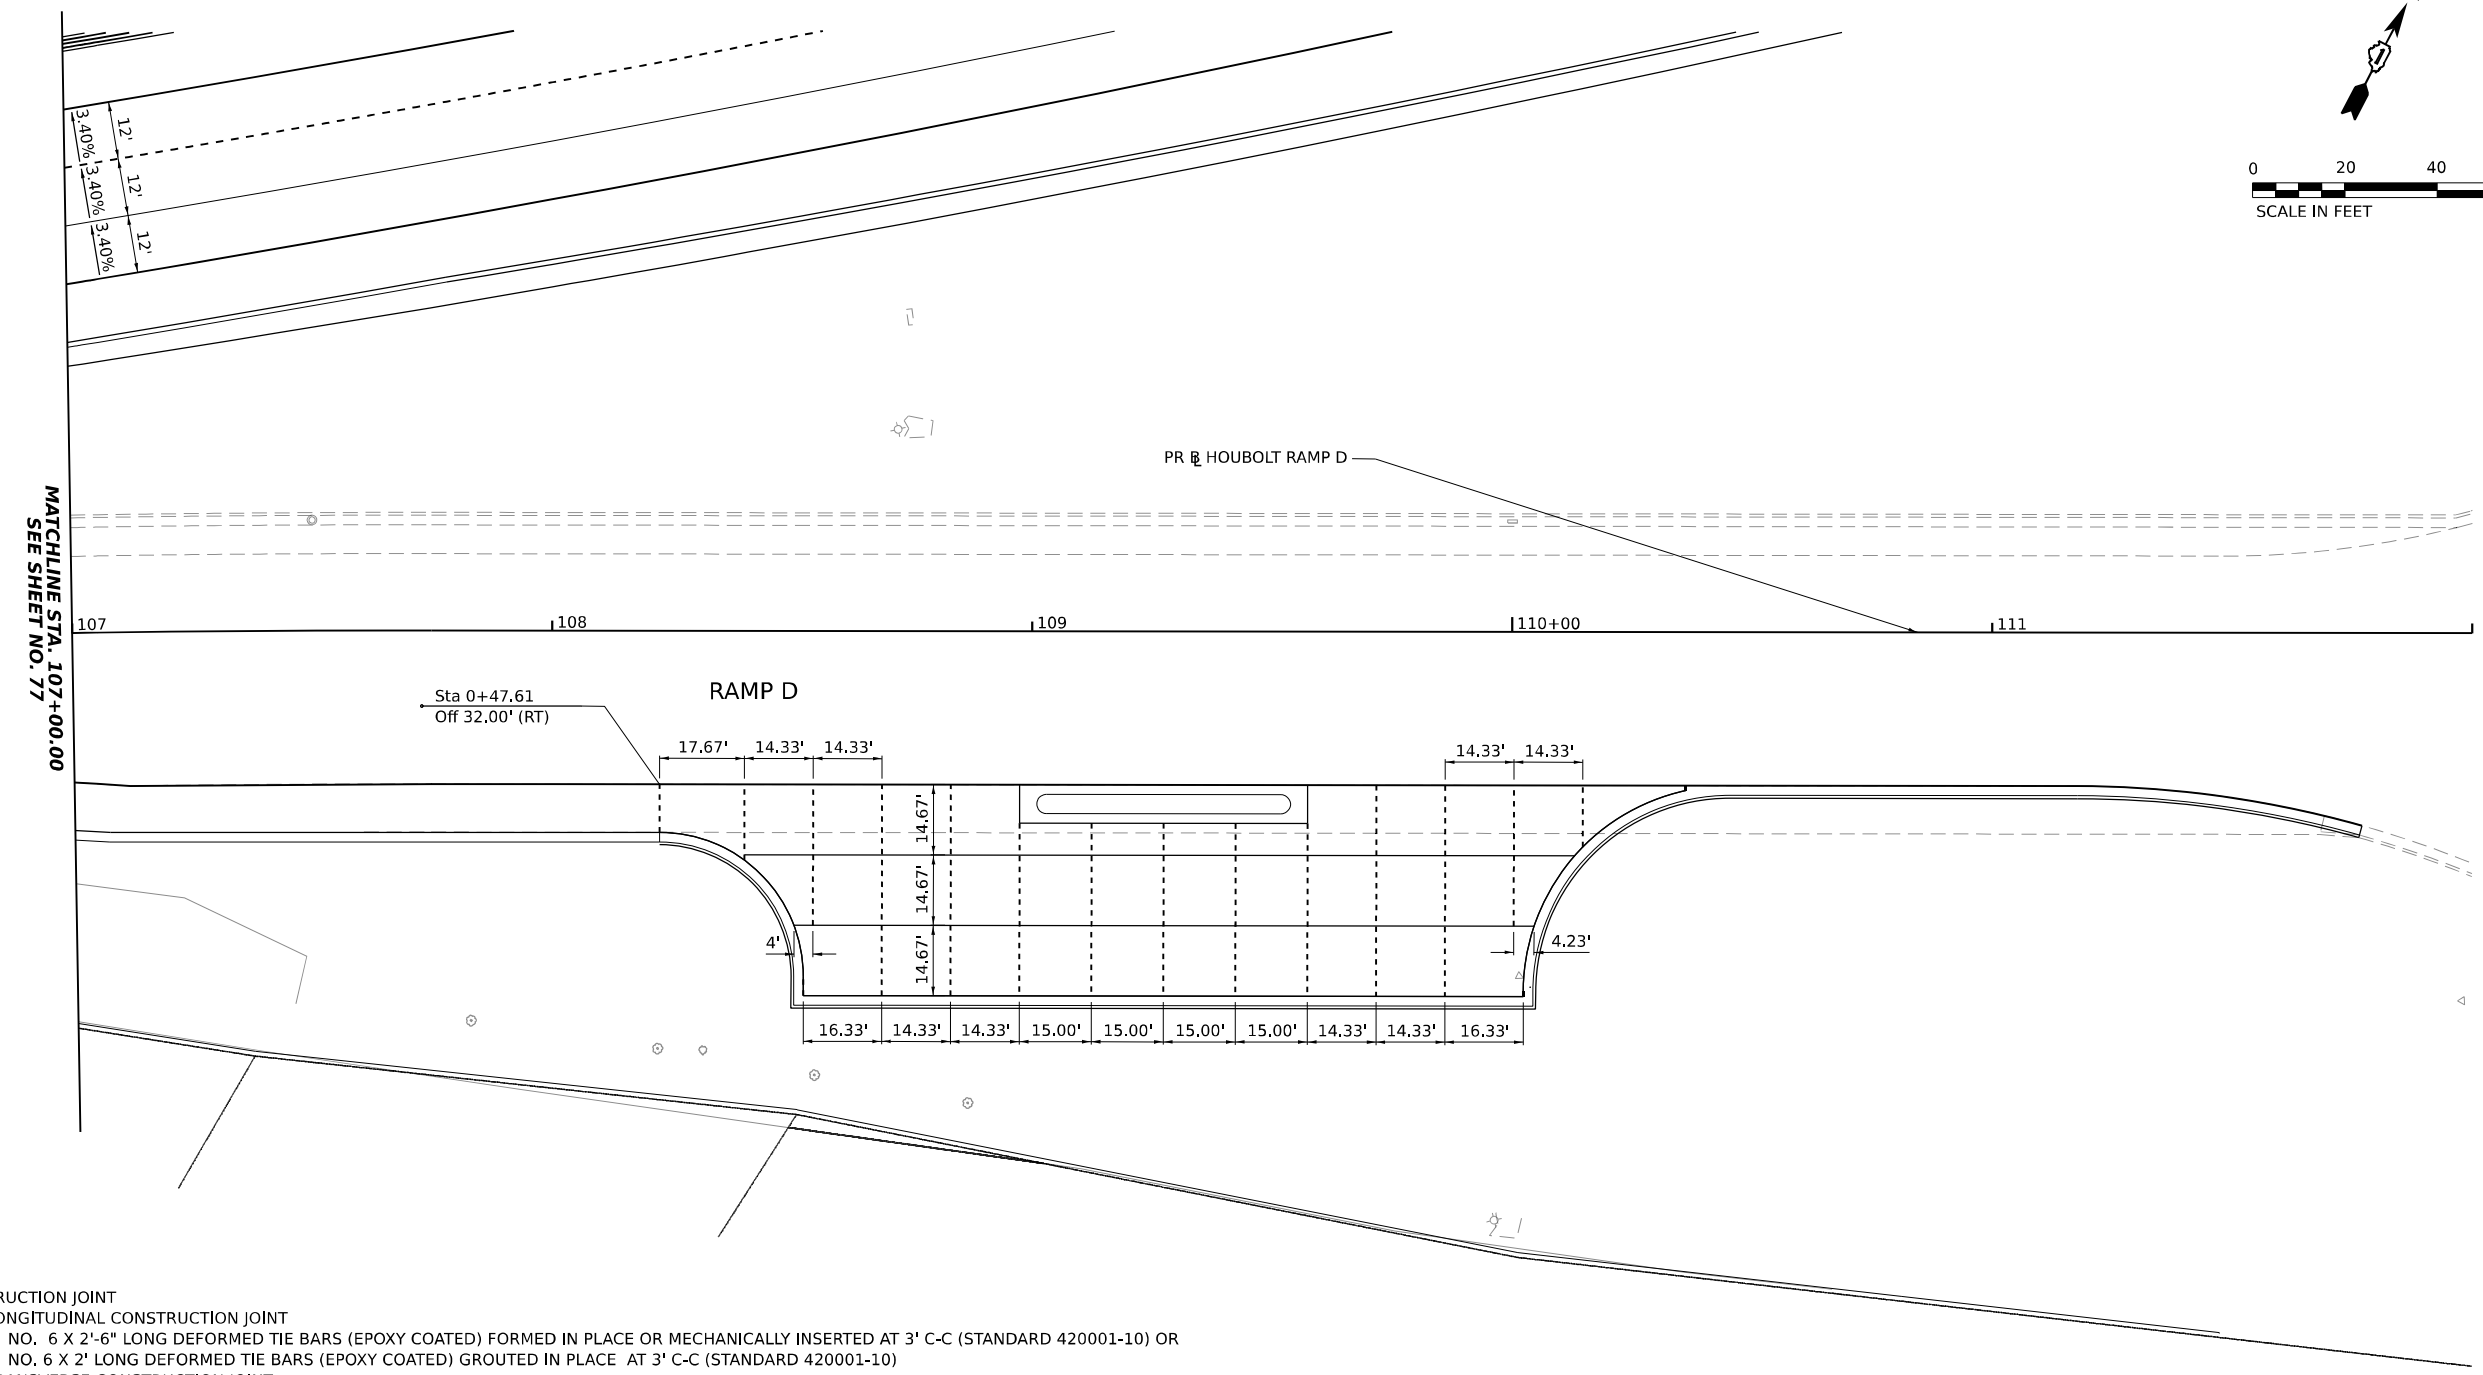 3.40%
3.40%
3.40%
12'
12'
12'
0 20 40
SCALE IN FEET
PR BL HOUBOLT RAMP D
MATCHLINE STA. 107+00.00
SEE SHEET NO. 77
107
108
109
110+00
111
Sta 0+47.61
Off 32.00' (RT)
RAMP D
17.67' 14.33' 14.33'
14.33' 14.33'
14.67'
14.67'
14.67'
4'
4.23'
16.33' 14.33' 14.33' 15.00' 15.00' 15.00' 15.00' 14.33' 14.33' 16.33'
RUCTION JOINT
ONGITUDINAL CONSTRUCTION JOINT
NO. 6 X 2'-6" LONG DEFORMED TIE BARS (EPOXY COATED) FORMED IN PLACE OR MECHANICALLY INSERTED AT 3' C-C (STANDARD 420001-10) OR
NO. 6 X 2' LONG DEFORMED TIE BARS (EPOXY COATED) GROUTED IN PLACE AT 3' C-C (STANDARD 420001-10)